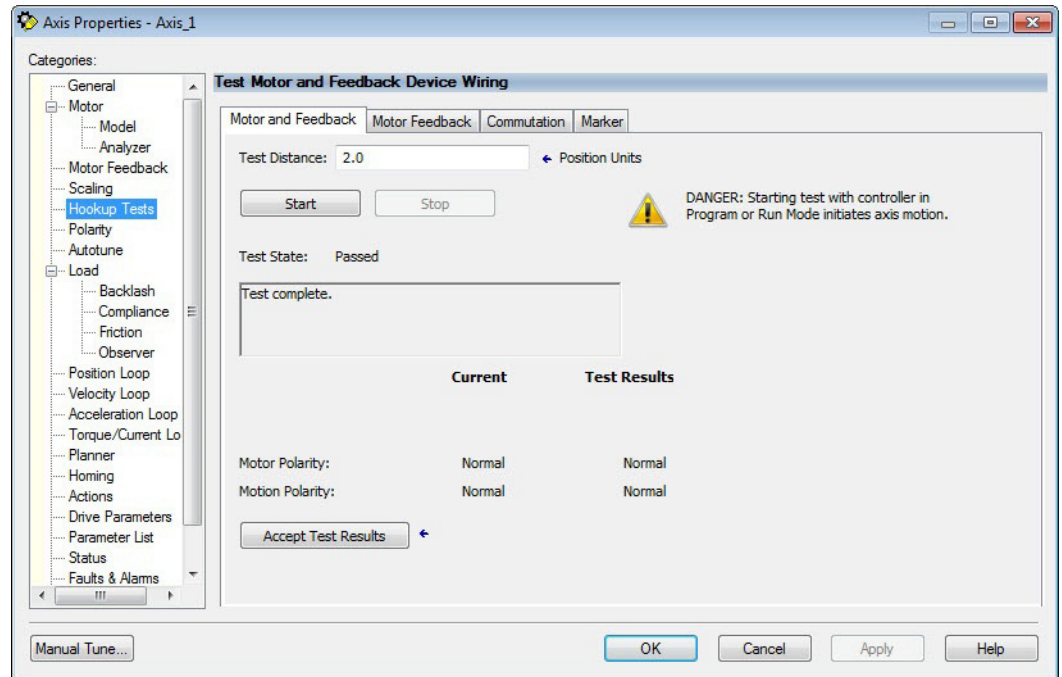 Axis Properties - Axis_1
Categories:
General
Motor
Model
Analyzer
Motor Feedback
Scaling
Hookup Tests
Polarity
Autotune
Load
Backlash
Compliance
Friction
Observer
Position Loop
Velocity Loop
Acceleration Loop
Torque/Current Lo
Planner
Homing
Actions
Drive Parameters
Parameter List
Status
Faults & Alarms
Test Motor and Feedback Device Wiring
Motor and Feedback Motor Feedback Commutation Marker
Test Distance: 2.0 Position Units
Start Stop
DANGER: Starting test with controller in
Program or Run Mode initiates axis motion.
Test State: Passed
Test complete.
Current Test Results
Motor Polarity: Normal Normal
Motion Polarity: Normal Normal
Accept Test Results
Manual Tune... OK Cancel Apply Help